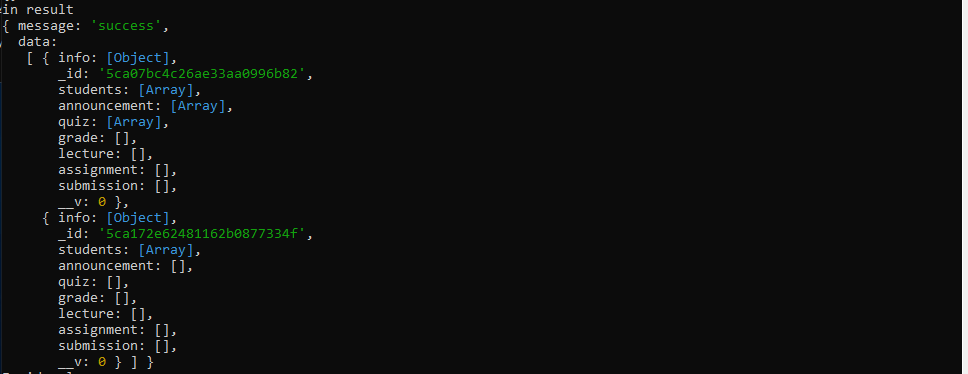 in result
{ message: 'success',
data:
[ { info: [Object],
_id: '5ca07bc4c26ae33aa0996b82',
students: [Array],
announcement: [Array],
quiz: [Array],
grade: [],
lecture: [],
assignment: [],
submission: [],
__v: 0 },
{ info: [Object],
_id: '5ca172e62481162b0877334f',
students: [Array],
announcement: [],
quiz: [],
grade: [],
lecture: [],
assignment: [],
submission: [],
__v: 0 } ] }